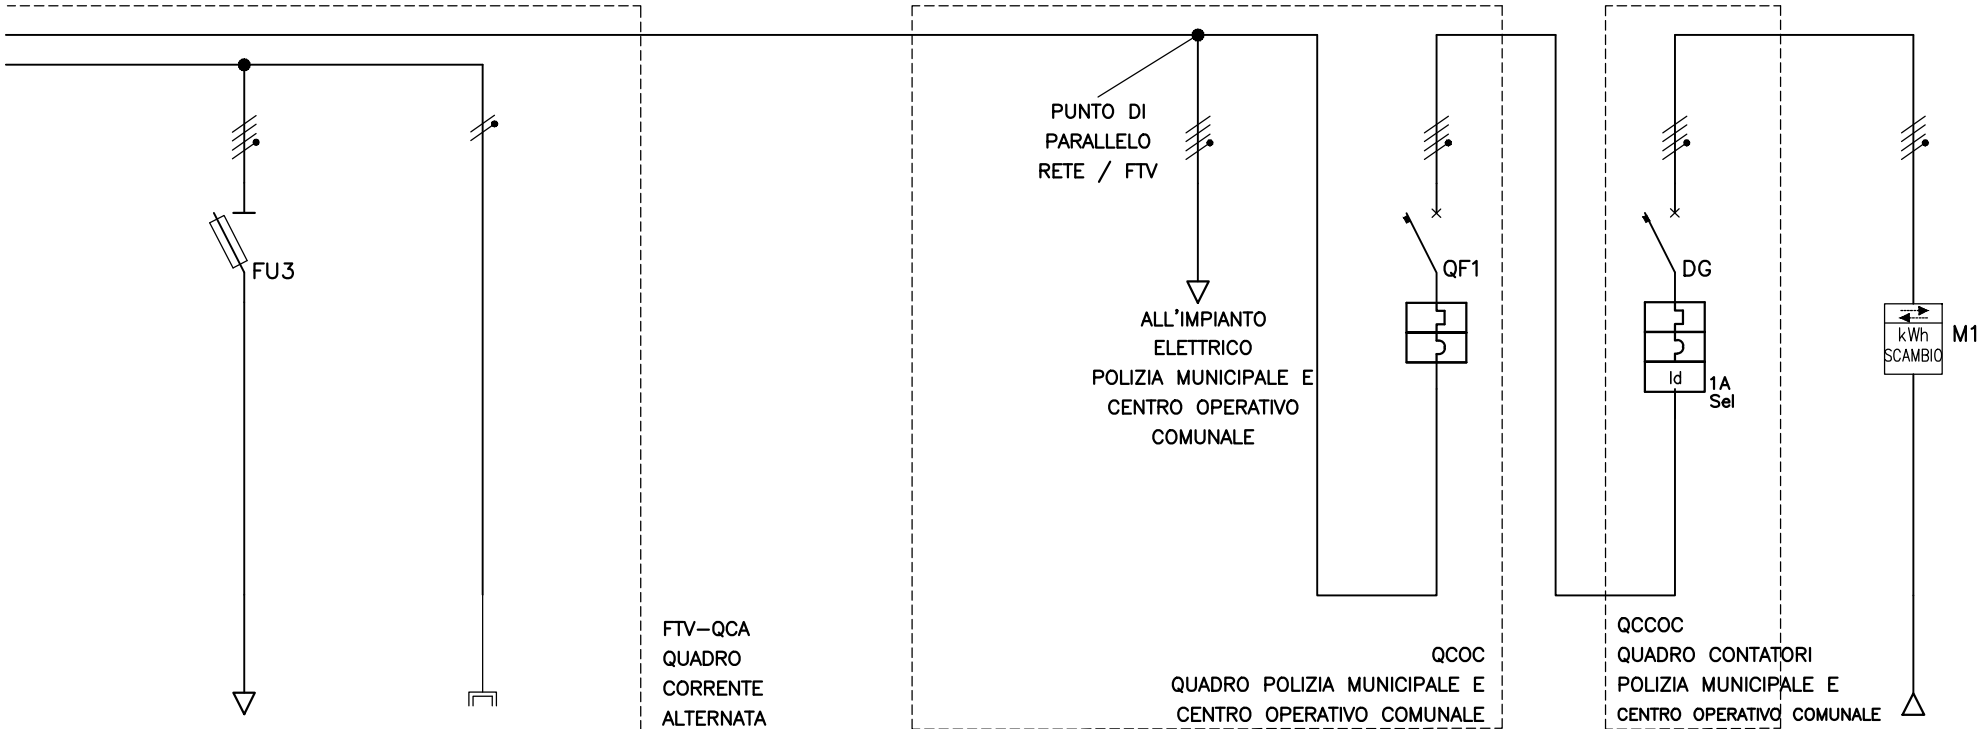 PUNTO DI
PARALLELO
RETE / FTV
FU3
QF1
DG
ALL'IMPIANTO
ELETTRICO
POLIZIA MUNICIPALE E
CENTRO OPERATIVO
COMUNALE
Id
1A
Sel
kWh
SCAMBIO
M1
FTV-QCA
QUADRO
CORRENTE
ALTERNATA
QCOC
QUADRO POLIZIA MUNICIPALE E
CENTRO OPERATIVO COMUNALE
QCCOC
QUADRO CONTATORI
POLIZIA MUNICIPALE E
CENTRO OPERATIVO COMUNALE